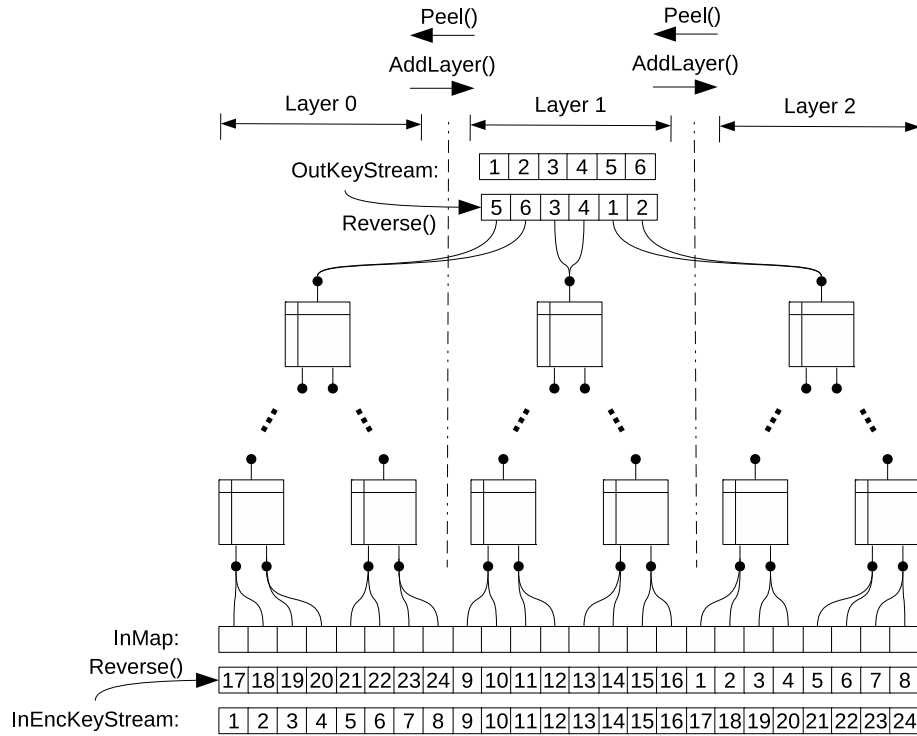 Peel() Peel()
AddLayer() AddLayer()
Layer 0 Layer 1 Layer 2
OutKeyStream: 1 2 3 4 5 6
Reverse() 5 6 3 4 1 2
InMap:
Reverse() 17 18 19 20 21 22 23 24 9 10 11 12 13 14 15 16 1 2 3 4 5 6 7 8
InEncKeyStream: 1 2 3 4 5 6 7 8 9 10 11 12 13 14 15 16 17 18 19 20 21 22 23 24